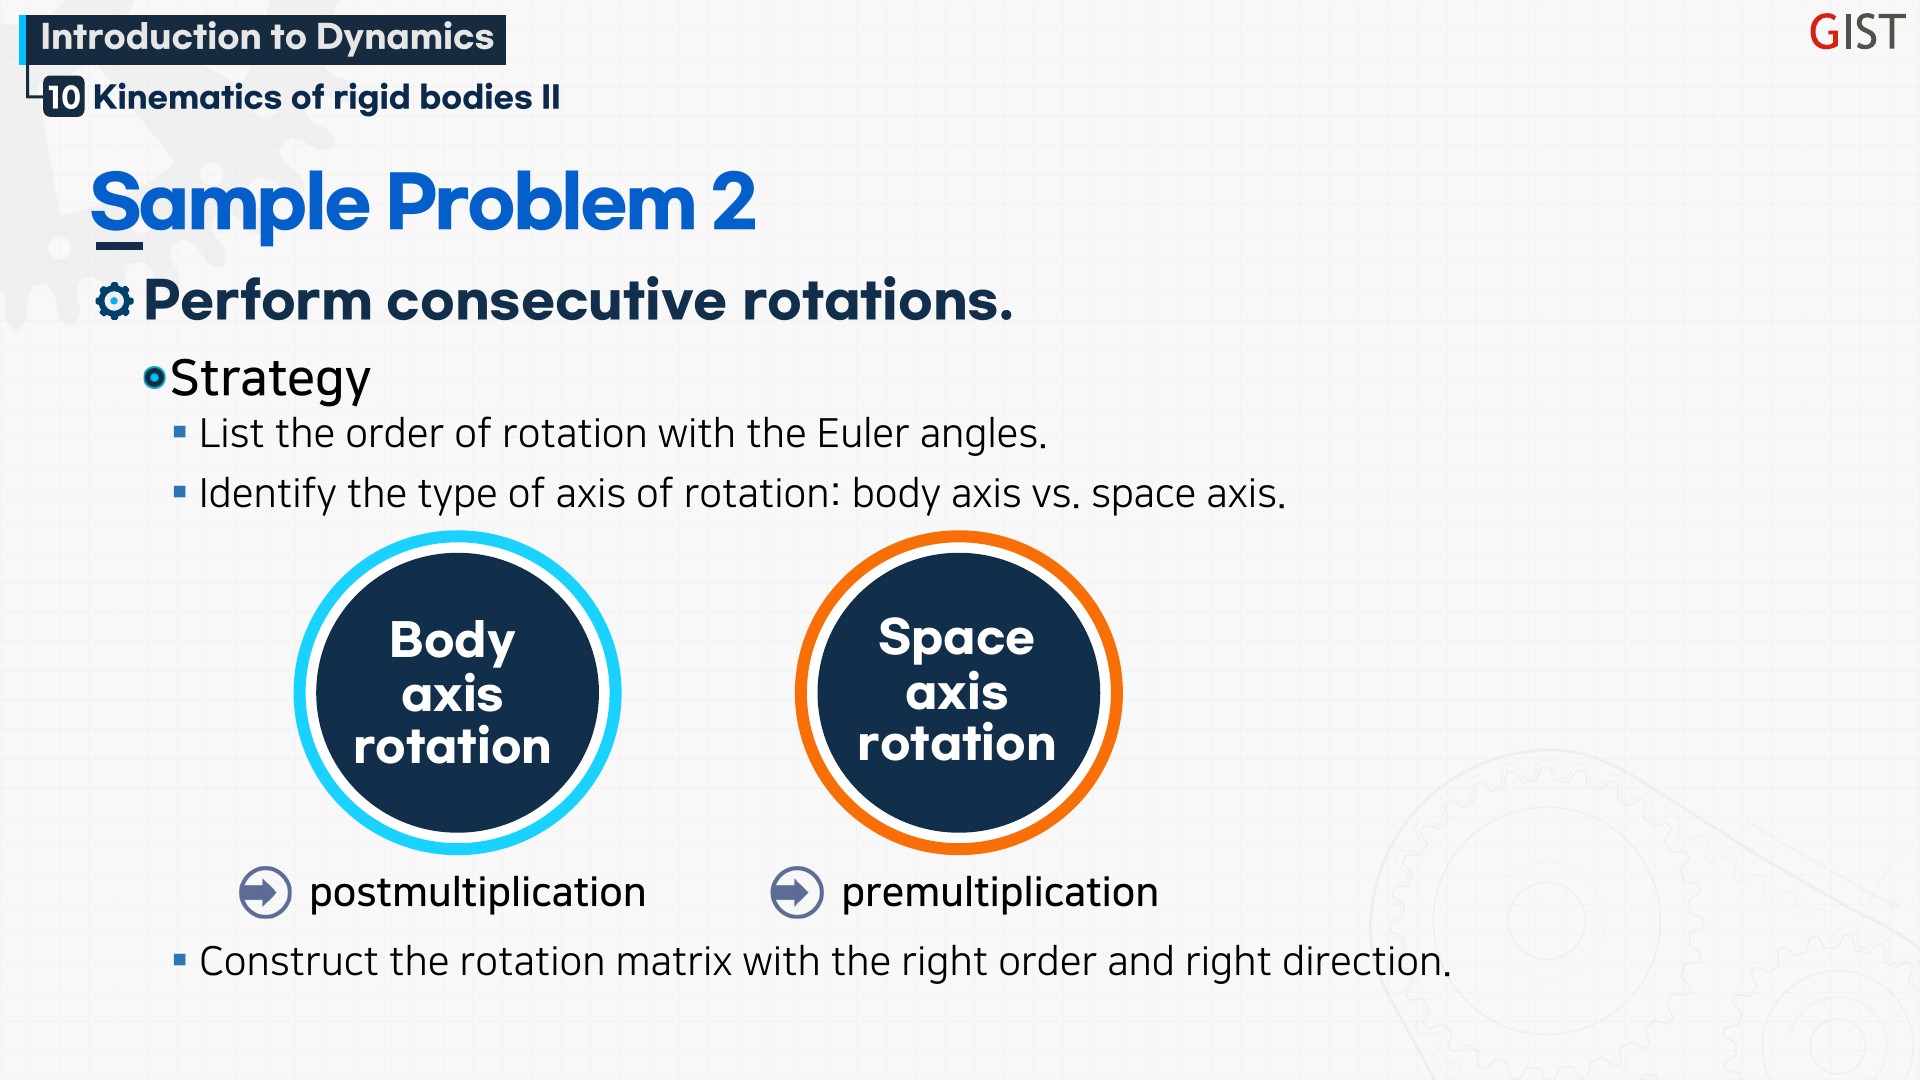 Introduction to Dynamics
GIST
10 Kinematics of rigid bodies II
Sample Problem 2
Perform consecutive rotations.
Strategy
List the order of rotation with the Euler angles.
Identify the type of axis of rotation: body axis vs. space axis.
Body
axis
rotation
Space
axis
rotation
postmultiplication
premultiplication
Construct the rotation matrix with the right order and right direction.